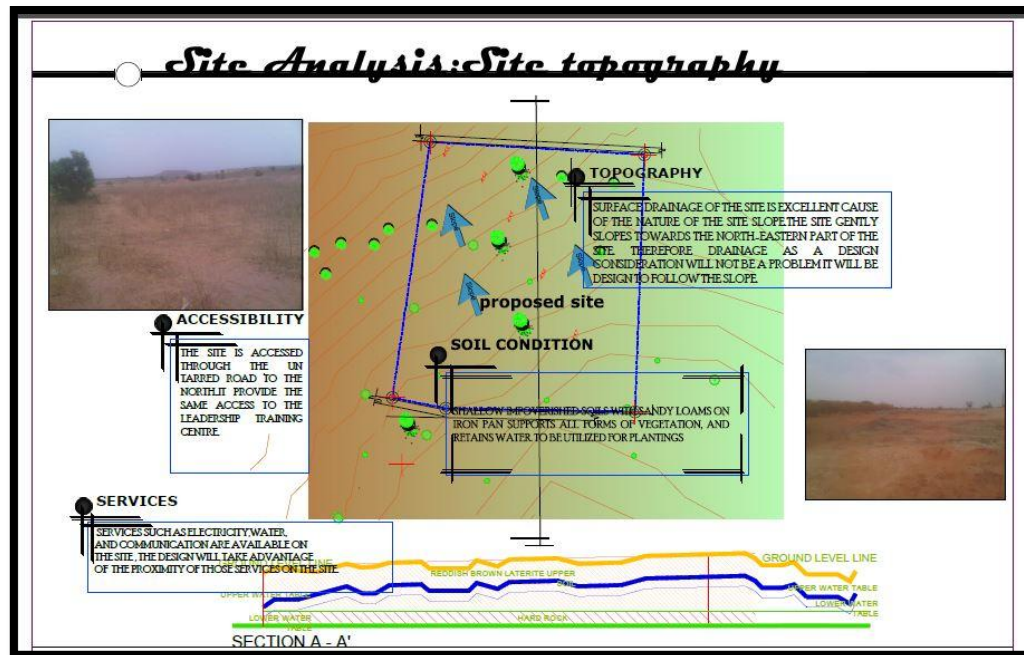 Site Analysis:Site topography
TOPOGRAPHY
SURFACE DRAINAGE OF THE SITE IS EXCELLENT CAUSE
OF THE NATURE OF THE SITE SLOPE.THE SITE GENTLY
SLOPES TOWARDS THE NORTH-EASTERN PART OF THE
SITE. THEREFORE DRAINAGE AS A DESIGN
CONSIDERATION WILL NOT BE A PROBLEM IT WILL BE
DESIGN TO FOLLOW THE SLOPE.
Slope
Slope
Slope
Slope
proposed site
ACCESSIBILITY
THE SITE IS ACCESSED
THROUGH THE UN
TARRED ROAD TO THE
NORTH.IT PROVIDE THE
SAME ACCESS TO THE
LEADERSHIP TRAINING
CENTRE.
SOIL CONDITION
SHALLOW IMPOVERISHED SOILS WITH SANDY LOAMS ON
IRON PAN SUPPORTS ALL FORMS OF VEGETATION, AND
RETAINS WATER TO BE UTILIZED FOR PLANTINGS
SERVICES
SERVICES SUCH AS ELECTRICITY,WATER,
AND COMMUNICATION ARE AVAILABLE ON
THE SITE . THE DESIGN WILL TAKE ADVANTAGE
OF THE PROXIMITY OF THOSE SERVICES ON THE SITE.
GROUND LEVEL LINE
GROUND LEVEL LINE
REDDISH BROWN LATERITE UPPER
SOIL
UPPER WATER TABLE
UPPER WATER TABLE
LOWER WATER
TABLE
LOWER WATER
TABLE
HARD ROCK
SECTION A - A'